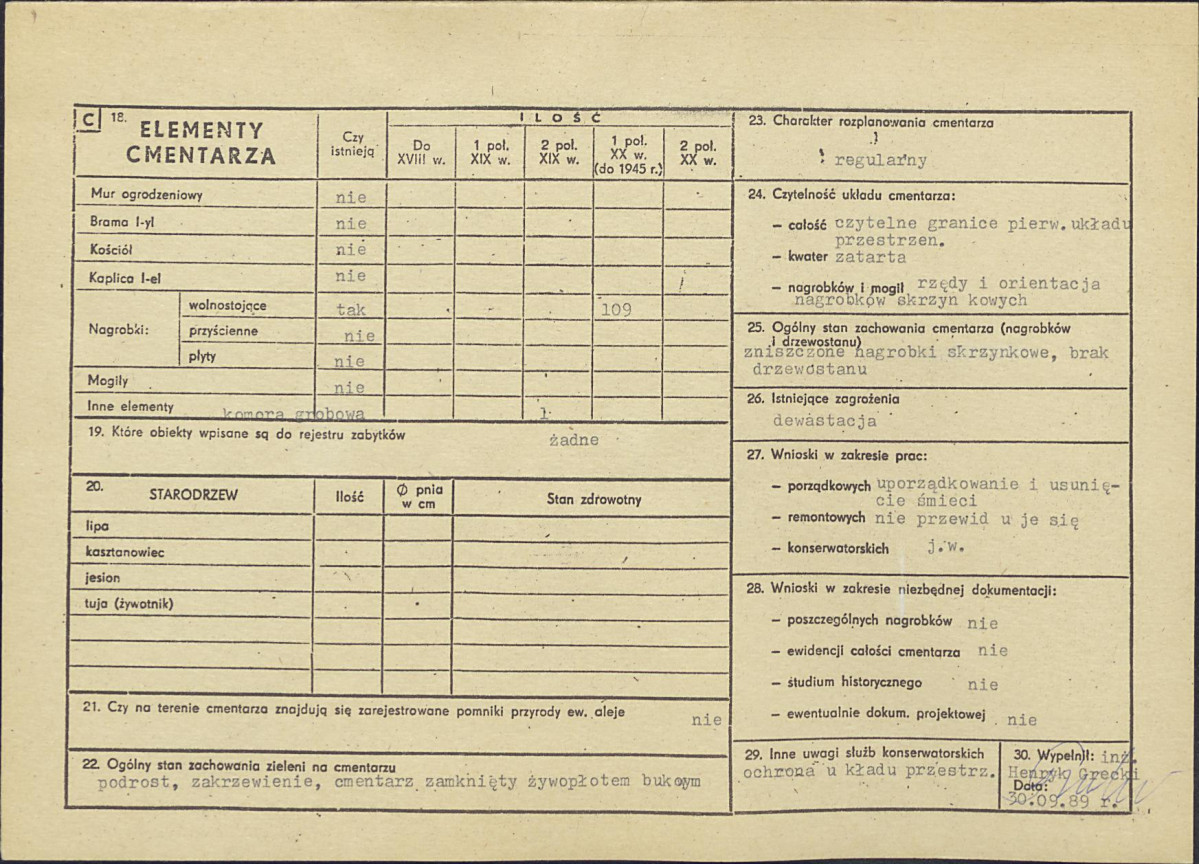 C 18. ELEMENTY
CMENTARZA
Czy
istnieją
ILOŚĆ
Do
XVIII w.
1 poł.
XIX w.
2 poł.
XIX w.
1 poł.
XX w.
(do 1945 r.)
2 poł.
XX w.
Mur ogrodzeniowy nie
Brama I-yI nie
Kościół nie
Kaplica I-eI nie
Nagrobki:
wolnostojące tak 109
przyścienne nie
płyty nie
Mogiły nie
Inne elementy komora grobowa 1
19. Które obiekty wpisane są do rejestru zabytków żadne
20. STARODRZEW Ilość Ø pnia
w cm Stan zdrowotny
lipa
kasztanowiec
jesion
tuja (żywotnik)
21. Czy na terenie cmentarza znajdują się zarejestrowane pomniki przyrody ew. aleje nie
22. Ogólny stan zachowania zieleni na cmentarzu
podrost, zakrzewienie, cmentarz zamknięty żywopłotem bukowym
23. Charakter rozplanowania cmentarza
regularny
24. Czytelność układu cmentarza:
– całość czytelne granice pierw. układu
przestrzen.
– kwater zatarta
– nagrobków i mogił rzędy i orientacja
nagrobków skrzyn kowych
25. Ogólny stan zachowania cmentarza (nagrobków
i drzewostanu)
zniszczone nagrobki skrzynkowe, brak
drzewostanu
26. Istniejące zagrożenia
dewastacja
27. Wnioski w zakresie prac:
– porządkowych uporządkowanie i usunię-
cie śmieci
– remontowych nie przewid u je się
– konserwatorskich j.w.
28. Wnioski w zakresie niezbędnej dokumentacji:
– poszczególnych nagrobków nie
– ewidencji całości cmentarza nie
– studium historycznego nie
– ewentualnie dokum. projektowej nie
29. Inne uwagi służb konserwatorskich
ochrona u kładu przestrz.
30. Wypełnił: inż.
Henryk Grecki
Data:
30.09.89 r.